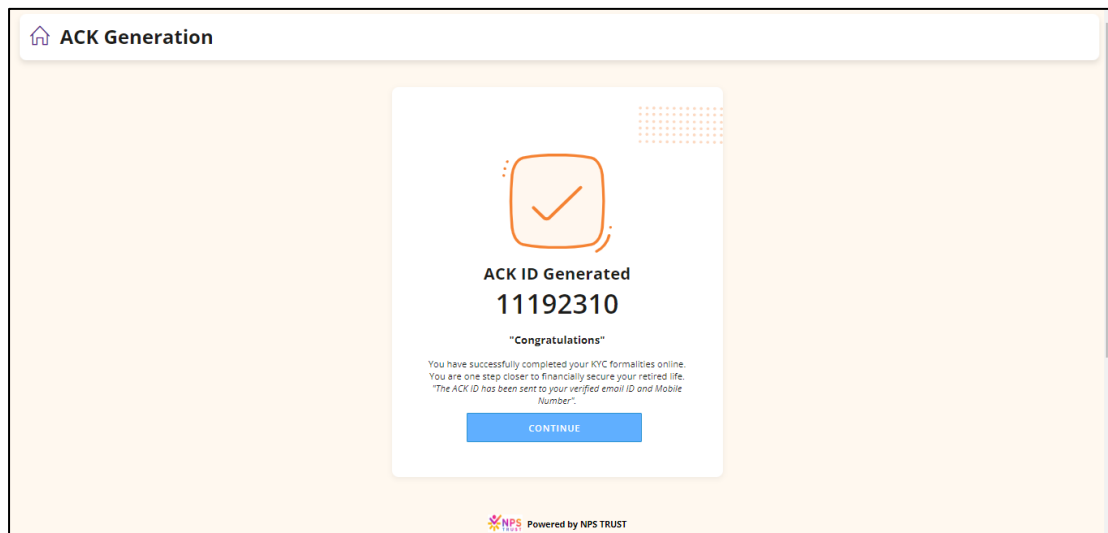 ACK Generation
ACK ID Generated
11192310
"Congratulations"
You have successfully completed your KYC formalities online.
You are one step closer to financially secure your retired life.
"The ACK ID has been sent to your verified email ID and Mobile
Number".
CONTINUE
NPS TRUST Powered by NPS TRUST